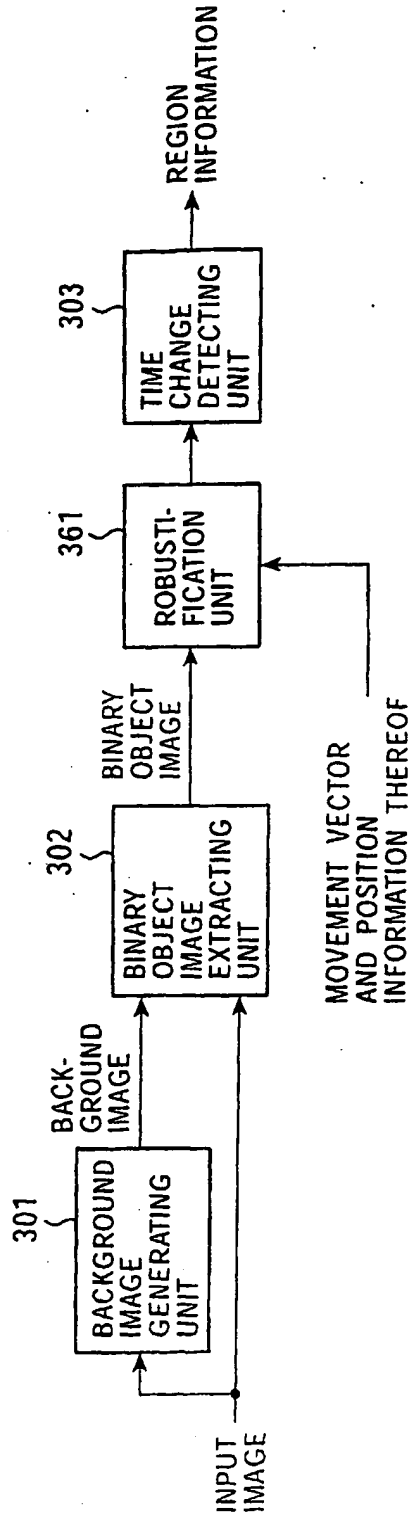 INPUT
IMAGE
301
BACKGROUND
IMAGE
GENERATING
UNIT
BACK-
GROUND
IMAGE
302
BINARY
OBJECT
IMAGE
EXTRACTING
UNIT
BINARY
OBJECT
IMAGE
361
ROBUSTI-
FICATION
UNIT
MOVEMENT VECTOR
AND POSITION
INFORMATION THEREOF
303
TIME
CHANGE
DETECTING
UNIT
REGION
INFORMATION